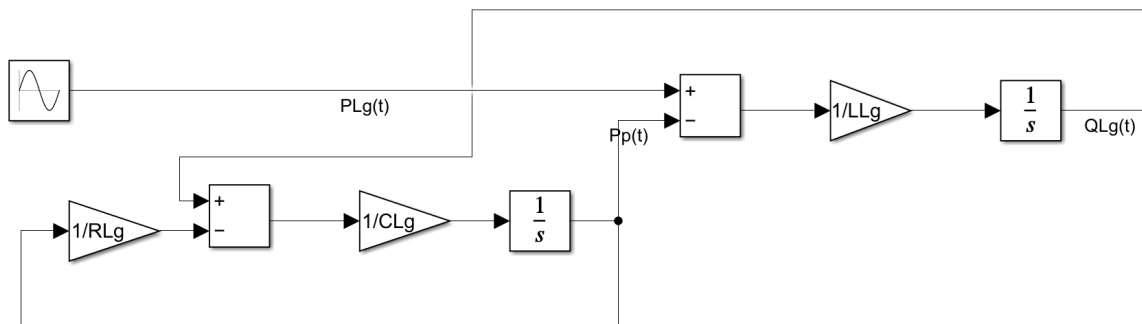 PLg(t)
+
−
Pp(t)
1/LLg
1
s
QLg(t)
1/RLg
+
−
1/CLg
1
s